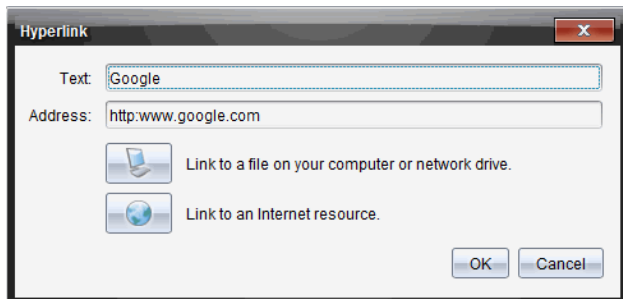 Hyperlink
Text: Google
Address: http:www.google.com
Link to a file on your computer or network drive.
Link to an Internet resource.
OK Cancel